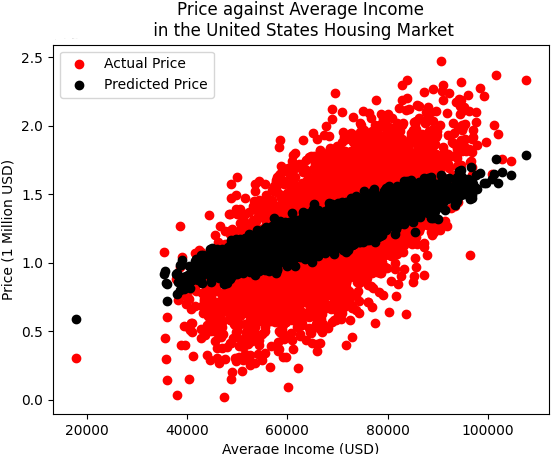 Price against Average Income
in the United States Housing Market
Actual Price
Predicted Price
Price (1 Million USD)
2.5
2.0
1.5
1.0
0.5
0.0
20000 40000 60000 80000 100000
Average Income (USD)